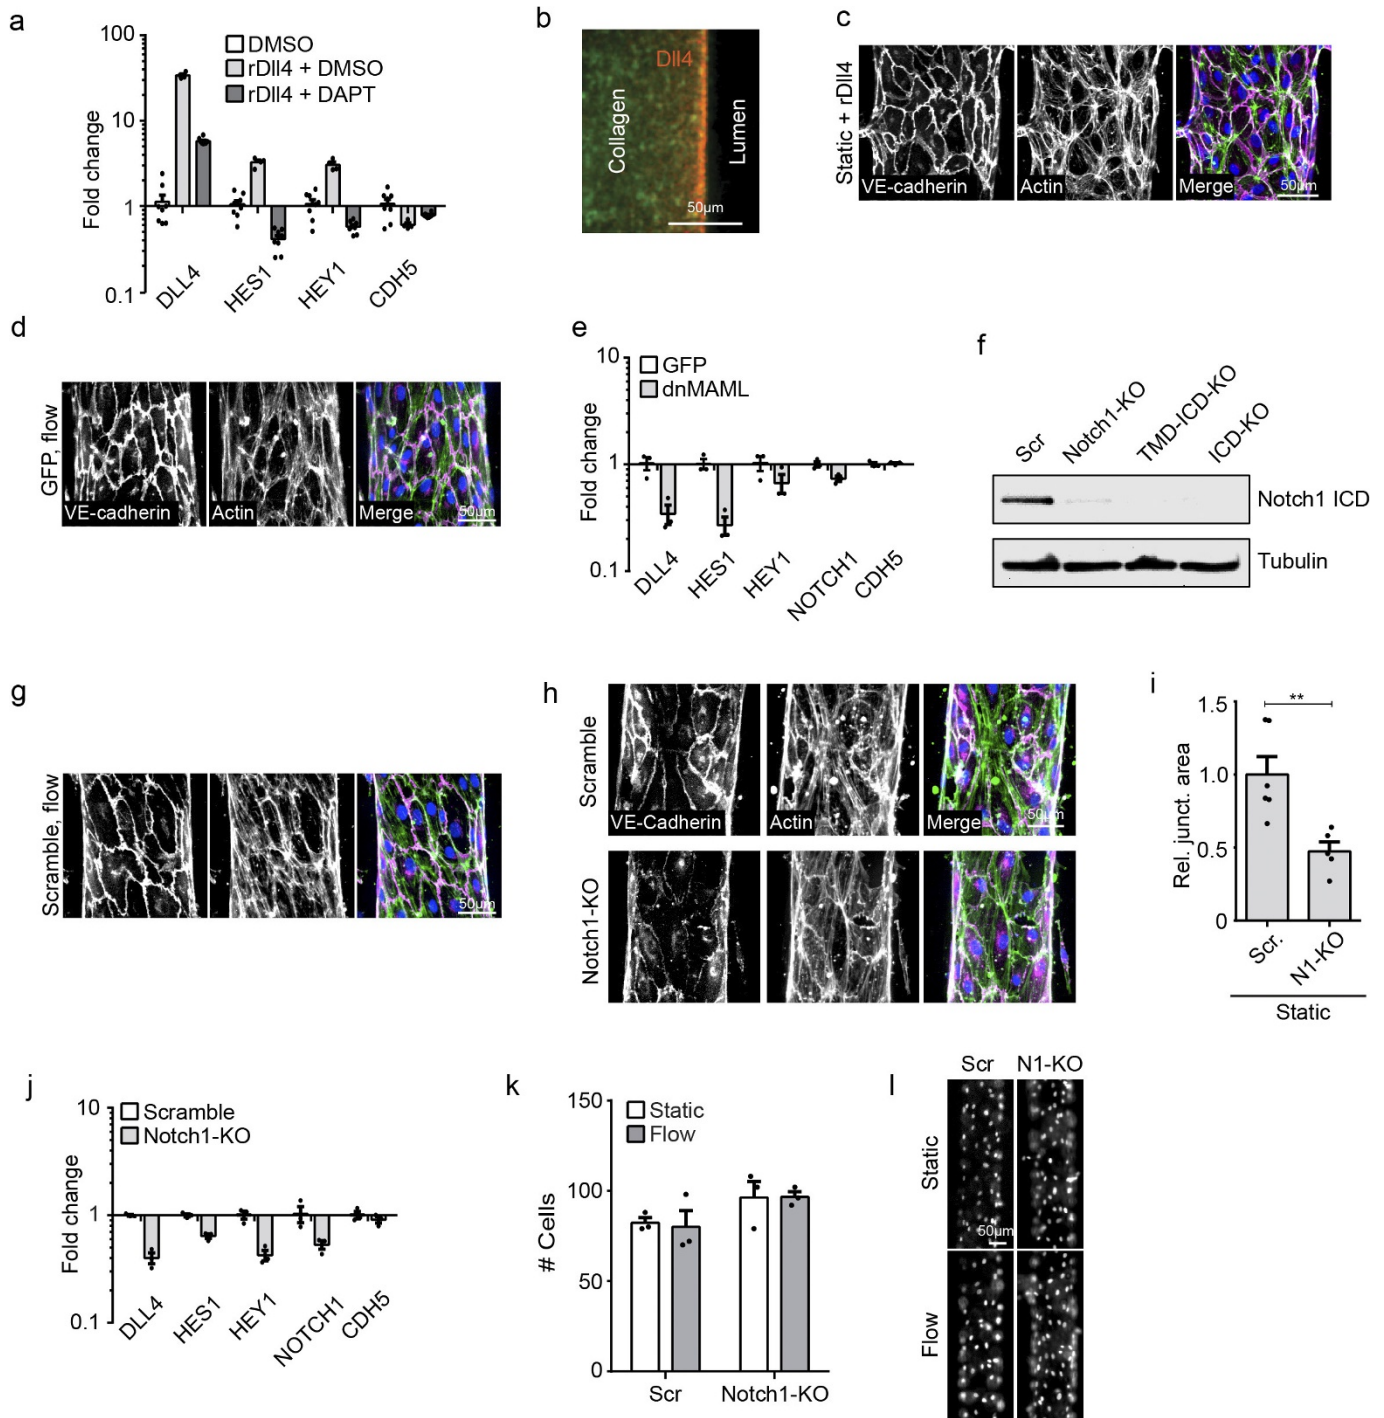 a
100
10
1
0.1
Fold change
DMSO
rDll4 + DMSO
rDll4 + DAPT
DLL4
HES1
HEY1
CDH5
b
Dll4
Collagen
Lumen
50µm
c
Static + rDll4
VE-cadherin
Actin
Merge
50µm
d
GFP, flow
VE-cadherin
Actin
Merge
50µm
e
10
1
0.1
Fold change
GFP
dnMAML
DLL4
HES1
HEY1
NOTCH1
CDH5
f
Scr
Notch1-KO
TMD-ICD-KO
ICD-KO
Notch1 ICD
Tubulin
g
Scramble, flow
50µm
h
Scramble
VE-Cadherin
Actin
Merge
50µm
Notch1-KO
i
1.5
1.0
0.5
0
Rel. junct. area
**
Scr.
N1-KO
Static
j
10
1
0.1
Fold change
Scramble
Notch1-KO
DLL4
HES1
HEY1
NOTCH1
CDH5
k
150
100
50
0
# Cells
Static
Flow
Scr
Notch1-KO
l
Scr N1-KO
Static
50µm
Flow